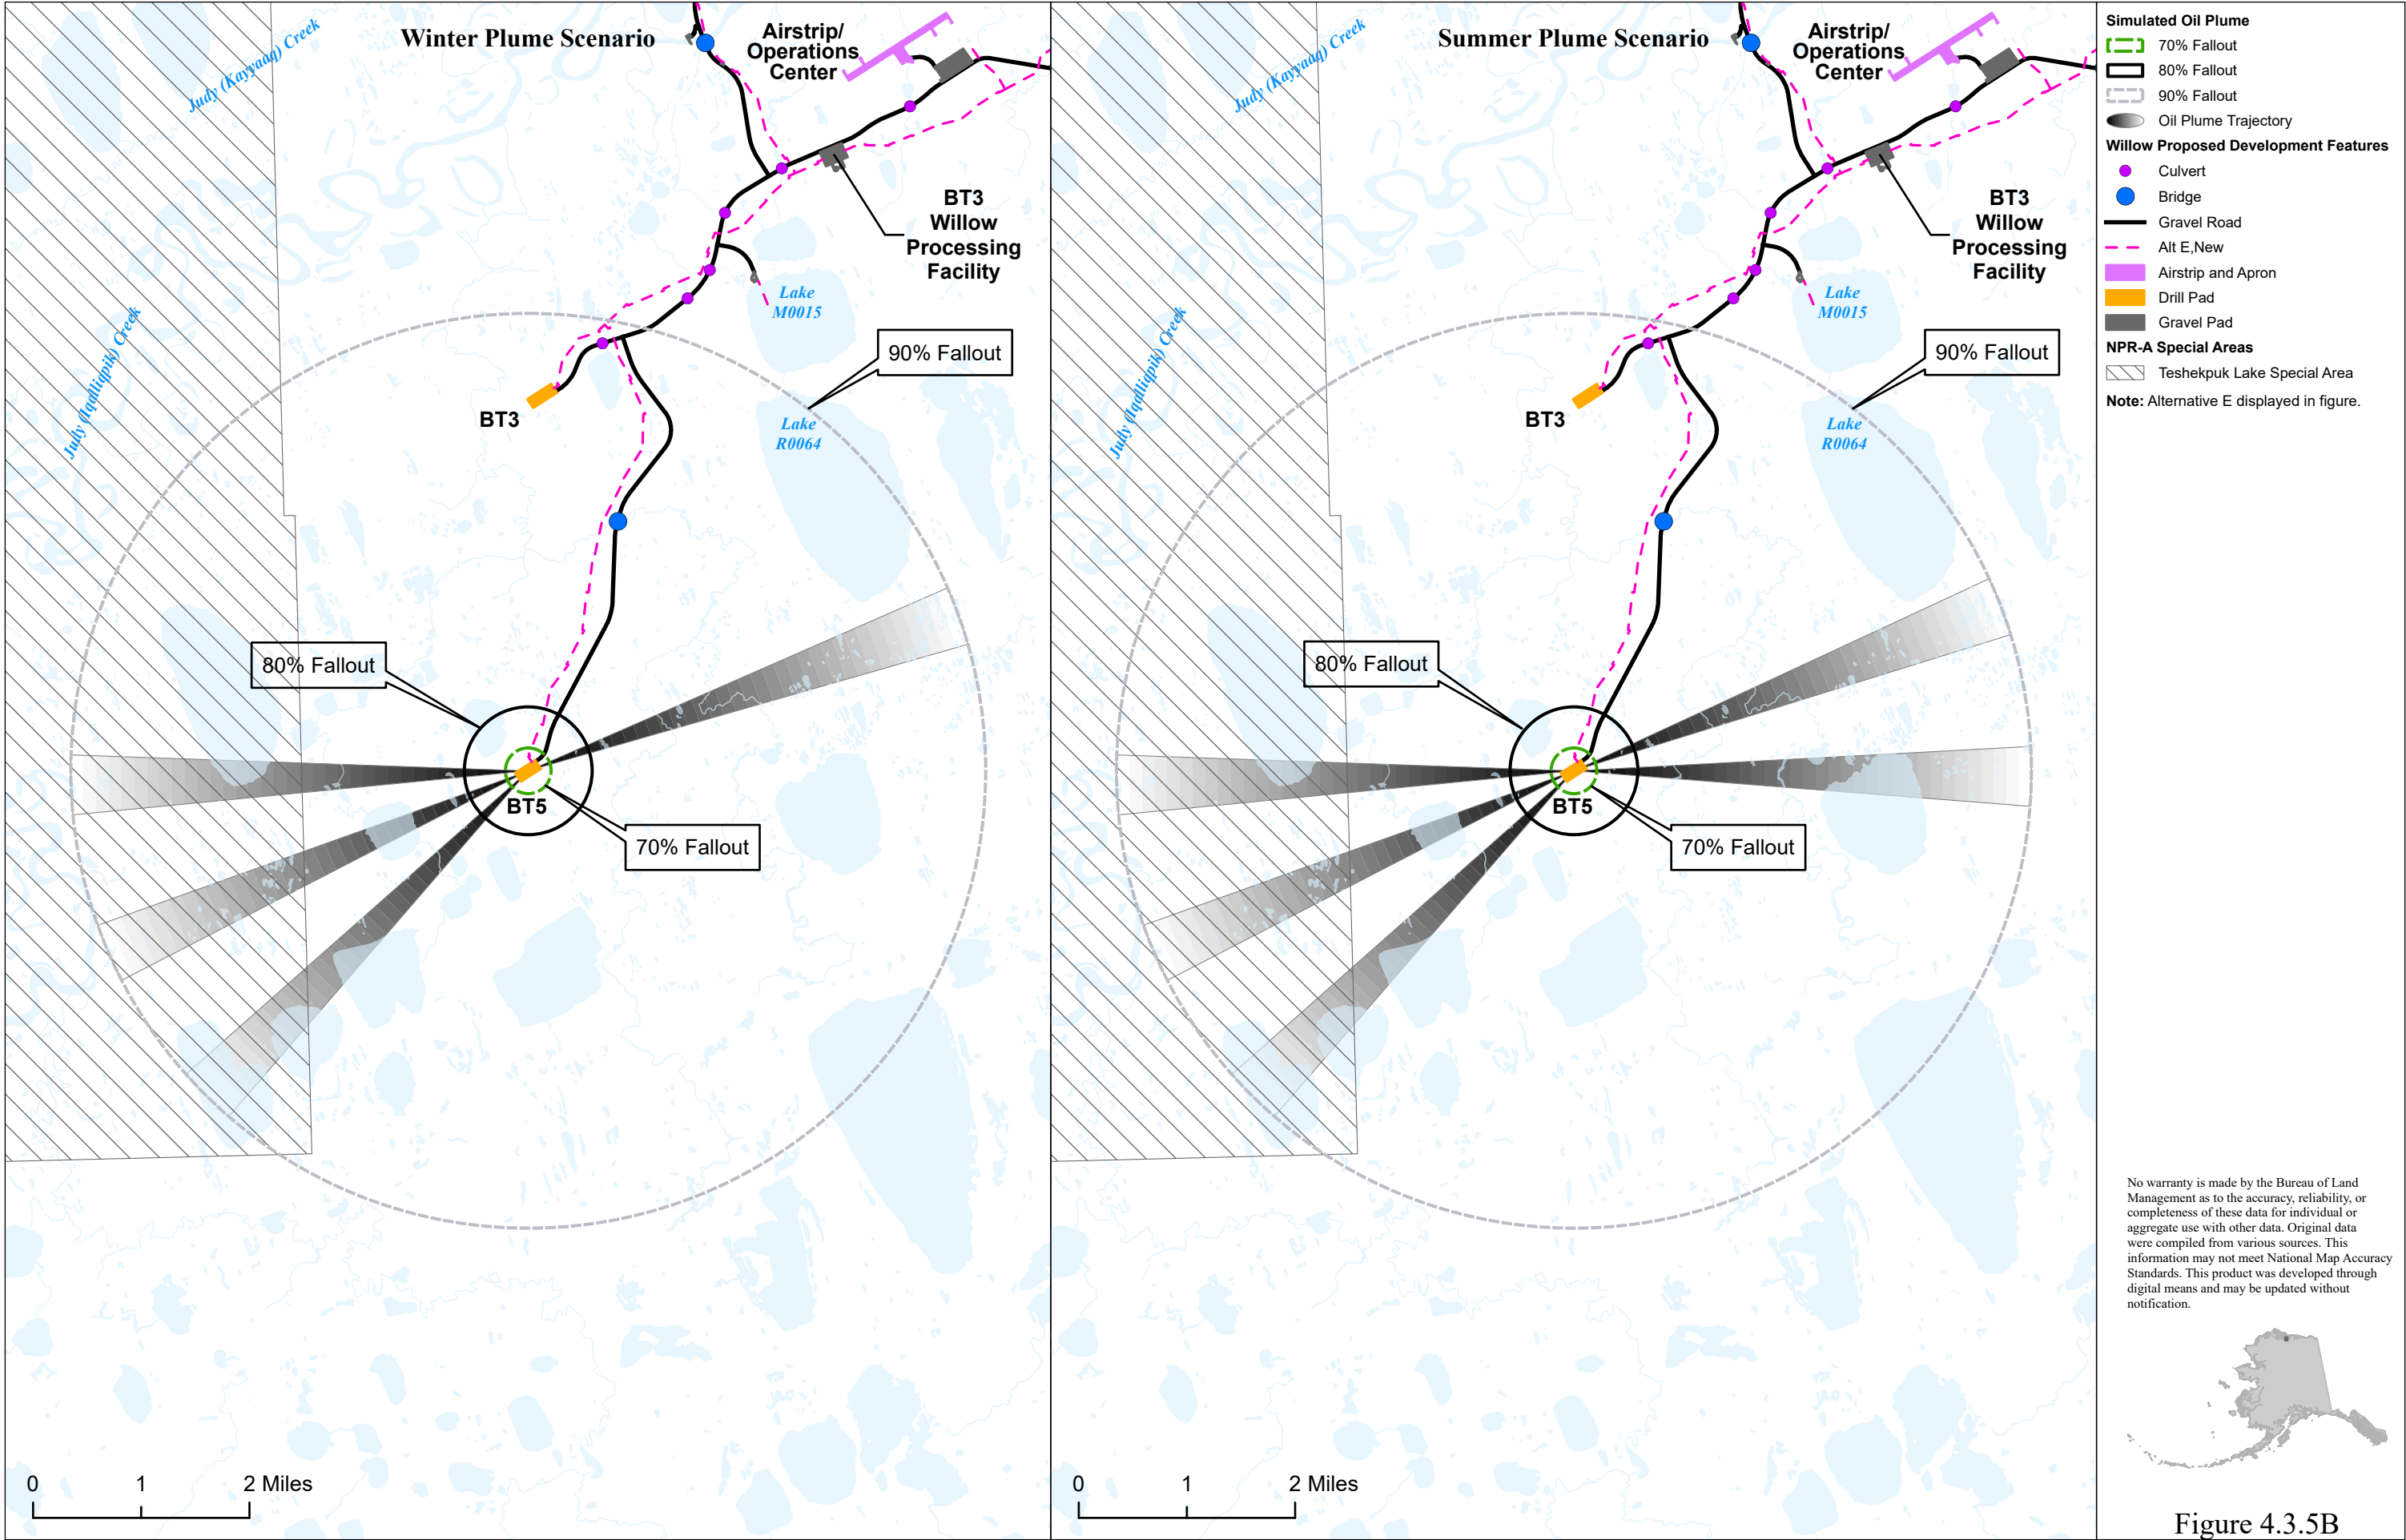 Winter Plume Scenario
Airstrip/
Operations
Center
Judy (Kayyaaq) Creek
BT3
Willow
Processing
Facility
Lake
M0015
Judy (Iqalliqpik) Creek
90% Fallout
BT3
Lake
R0064
80% Fallout
BT5
70% Fallout
0 1 2 Miles
Summer Plume Scenario
Airstrip/
Operations
Center
Judy (Kayyaaq) Creek
BT3
Willow
Processing
Facility
Lake
M0015
Judy (Iqalliqpik) Creek
90% Fallout
BT3
Lake
R0064
80% Fallout
BT5
70% Fallout
0 1 2 Miles
Simulated Oil Plume
70% Fallout
80% Fallout
90% Fallout
Oil Plume Trajectory
Willow Proposed Development Features
Culvert
Bridge
Gravel Road
Alt E,New
Airstrip and Apron
Drill Pad
Gravel Pad
NPR-A Special Areas
Teshekpuk Lake Special Area
Note: Alternative E displayed in figure.
No warranty is made by the Bureau of Land
Management as to the accuracy, reliability, or
completeness of these data for individual or
aggregate use with other data. Original data
were compiled from various sources. This
information may not meet National Map Accuracy
Standards. This product was developed through
digital means and may be updated without
notification.
Figure 4.3.5B